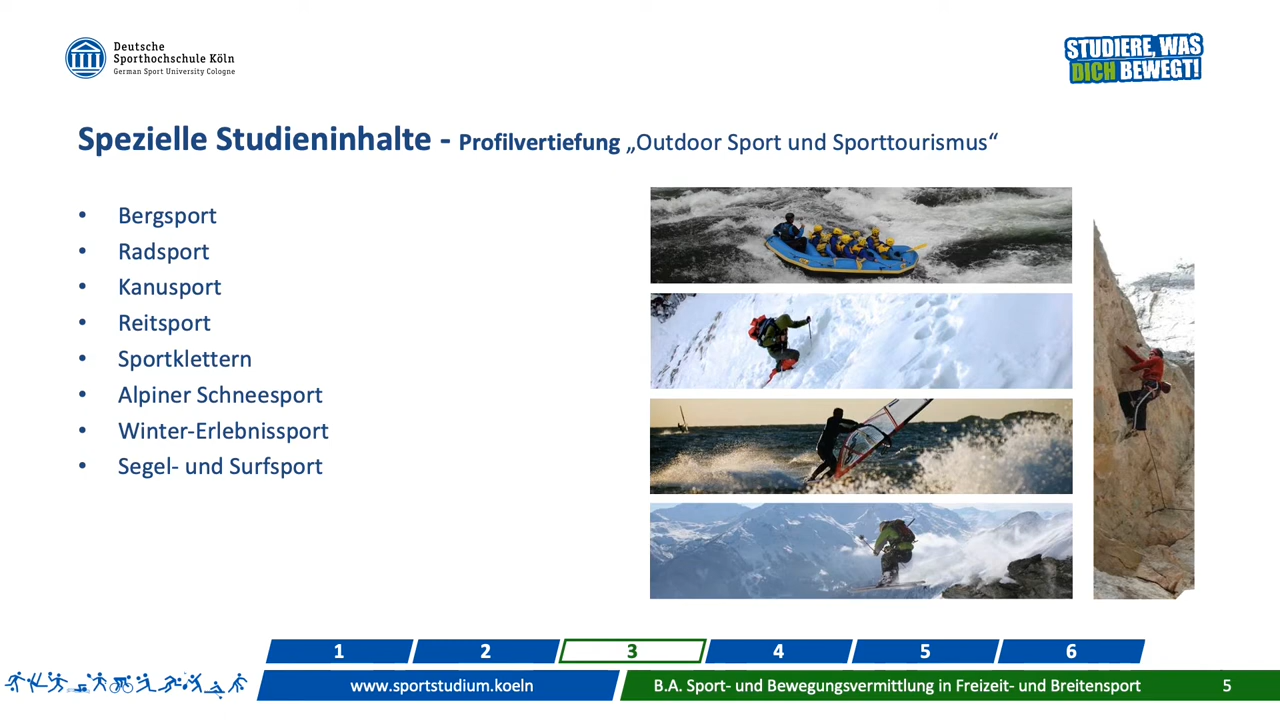 Deutsche
Sporthochschule Köln
German Sport University Cologne
STUDIERE, WAS
DICH BEWEGT!
Spezielle Studieninhalte - Profilvertiefung „Outdoor Sport und Sporttourismus“
• Bergsport
• Radsport
• Kanusport
• Reitsport
• Sportklettern
• Alpiner Schneesport
• Winter-Erlebnissport
• Segel- und Surfsport
1 2 3 4 5 6
www.sportstudium.koeln B.A. Sport- und Bewegungsvermittlung in Freizeit- und Breitensport 5